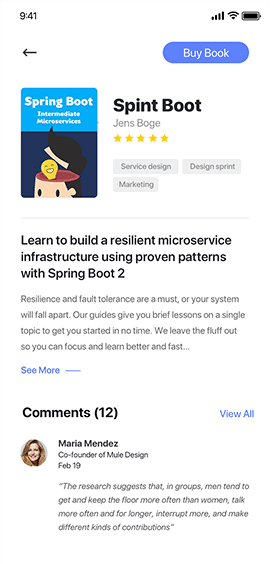 9:41
Buy Book
Spring Boot
Intermediate
Microservices
Spint Boot
Jens Boge
Service design
Design sprint
Marketing
Learn to build a resilient microservice
infrastructure using proven patterns
with Spring Boot 2
Resilience and fault tolerance are a must, or your system
will fall apart. Our guides give you brief lessons on a single
topic to get you started in no time. We leave the fluff out
so you can focus and learn better and fast...
See More
Comments (12)
View All
Maria Mendez
Co-founder of Mule Design
Feb 19
“The research suggests that, in groups, men tend to
get and keep the floor more often than women, talk
more often and for longer, interrupt more, and make
different kinds of contributions”